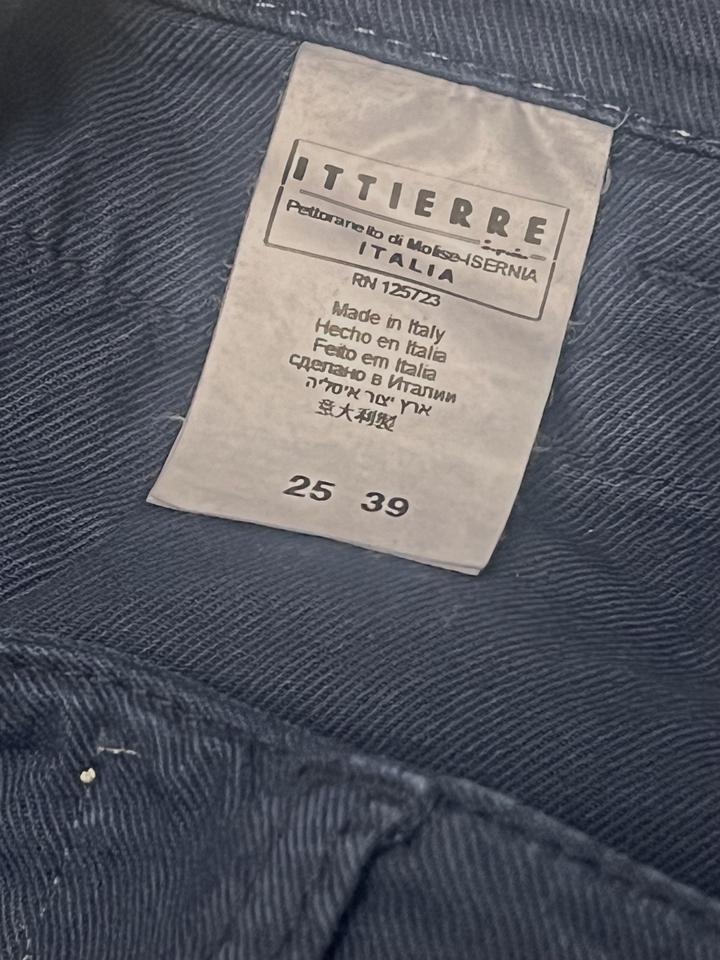 ITTIERRE
Pettoranello di Molise-ISERNIA
ITALIA
RN 125723
Made in Italy
Hecho en Italia
Feito em Italia
сделано в Италии
ארץ יצור איטליה
意大利製
25 39